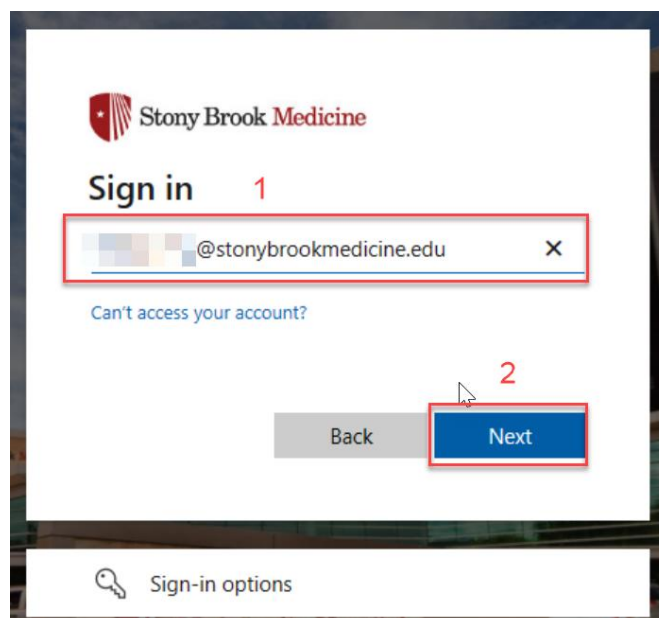 Stony Brook Medicine
Sign in
1
@stonybrookmedicine.edu
Can't access your account?
2
Back
Next
Sign-in options